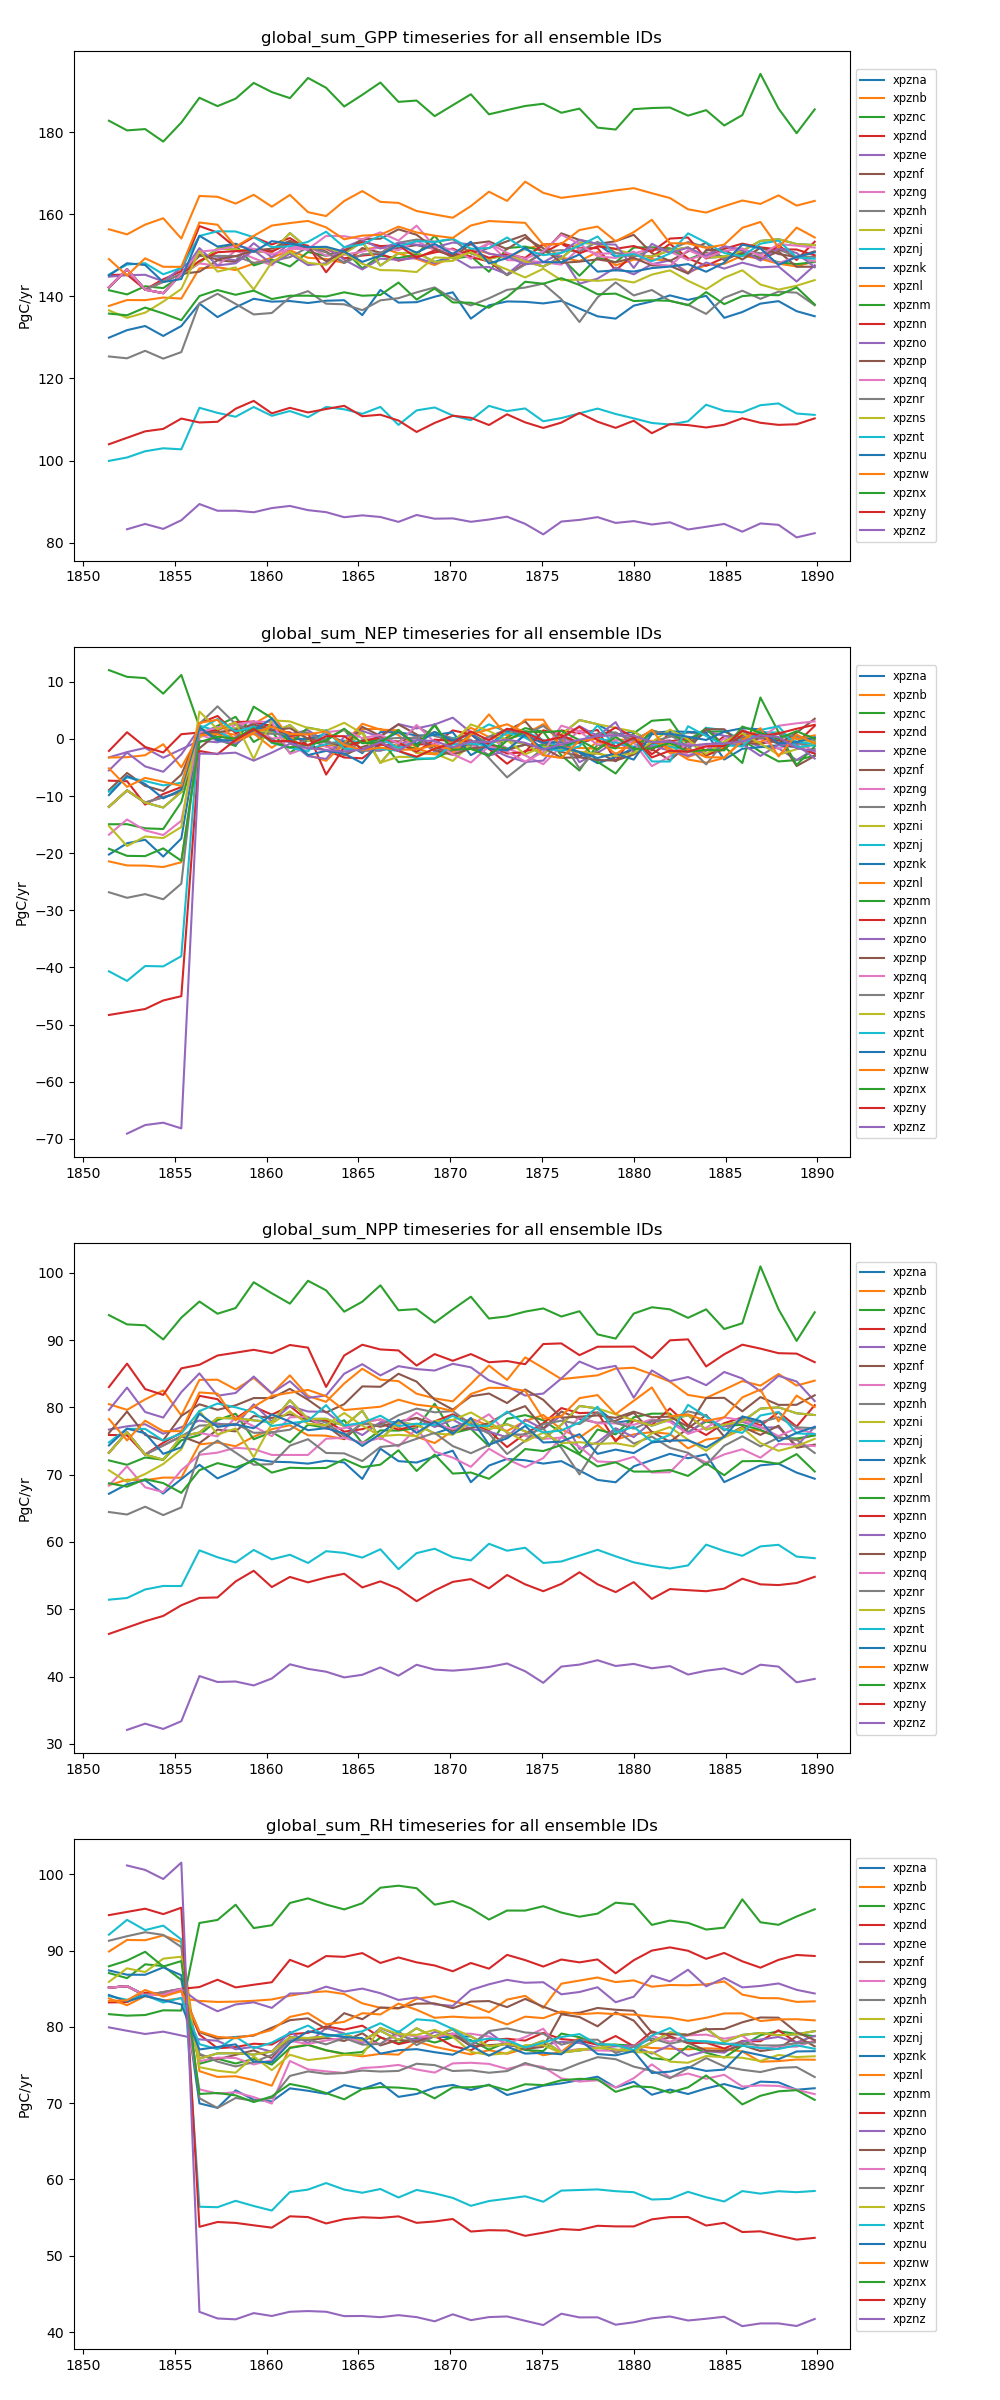 global_sum_GPP timeseries for all ensemble IDs
PgC/yr
180
160
140
120
100
80
1850 1855 1860 1865 1870 1875 1880 1885 1890
xpzna
xpznb
xpznc
xpznd
xpzne
xpznf
xpzng
xpznh
xpzni
xpznj
xpznk
xpznl
xpznm
xpznn
xpzno
xpznp
xpznq
xpznr
xpzns
xpznt
xpznu
xpznw
xpznx
xpzny
xpznz
global_sum_NEP timeseries for all ensemble IDs
PgC/yr
10
0
−10
−20
−30
−40
−50
−60
−70
1850 1855 1860 1865 1870 1875 1880 1885 1890
xpzna
xpznb
xpznc
xpznd
xpzne
xpznf
xpzng
xpznh
xpzni
xpznj
xpznk
xpznl
xpznm
xpznn
xpzno
xpznp
xpznq
xpznr
xpzns
xpznt
xpznu
xpznw
xpznx
xpzny
xpznz
global_sum_NPP timeseries for all ensemble IDs
PgC/yr
100
90
80
70
60
50
40
30
1850 1855 1860 1865 1870 1875 1880 1885 1890
xpzna
xpznb
xpznc
xpznd
xpzne
xpznf
xpzng
xpznh
xpzni
xpznj
xpznk
xpznl
xpznm
xpznn
xpzno
xpznp
xpznq
xpznr
xpzns
xpznt
xpznu
xpznw
xpznx
xpzny
xpznz
global_sum_RH timeseries for all ensemble IDs
PgC/yr
100
90
80
70
60
50
40
1850 1855 1860 1865 1870 1875 1880 1885 1890
xpzna
xpznb
xpznc
xpznd
xpzne
xpznf
xpzng
xpznh
xpzni
xpznj
xpznk
xpznl
xpznm
xpznn
xpzno
xpznp
xpznq
xpznr
xpzns
xpznt
xpznu
xpznw
xpznx
xpzny
xpznz